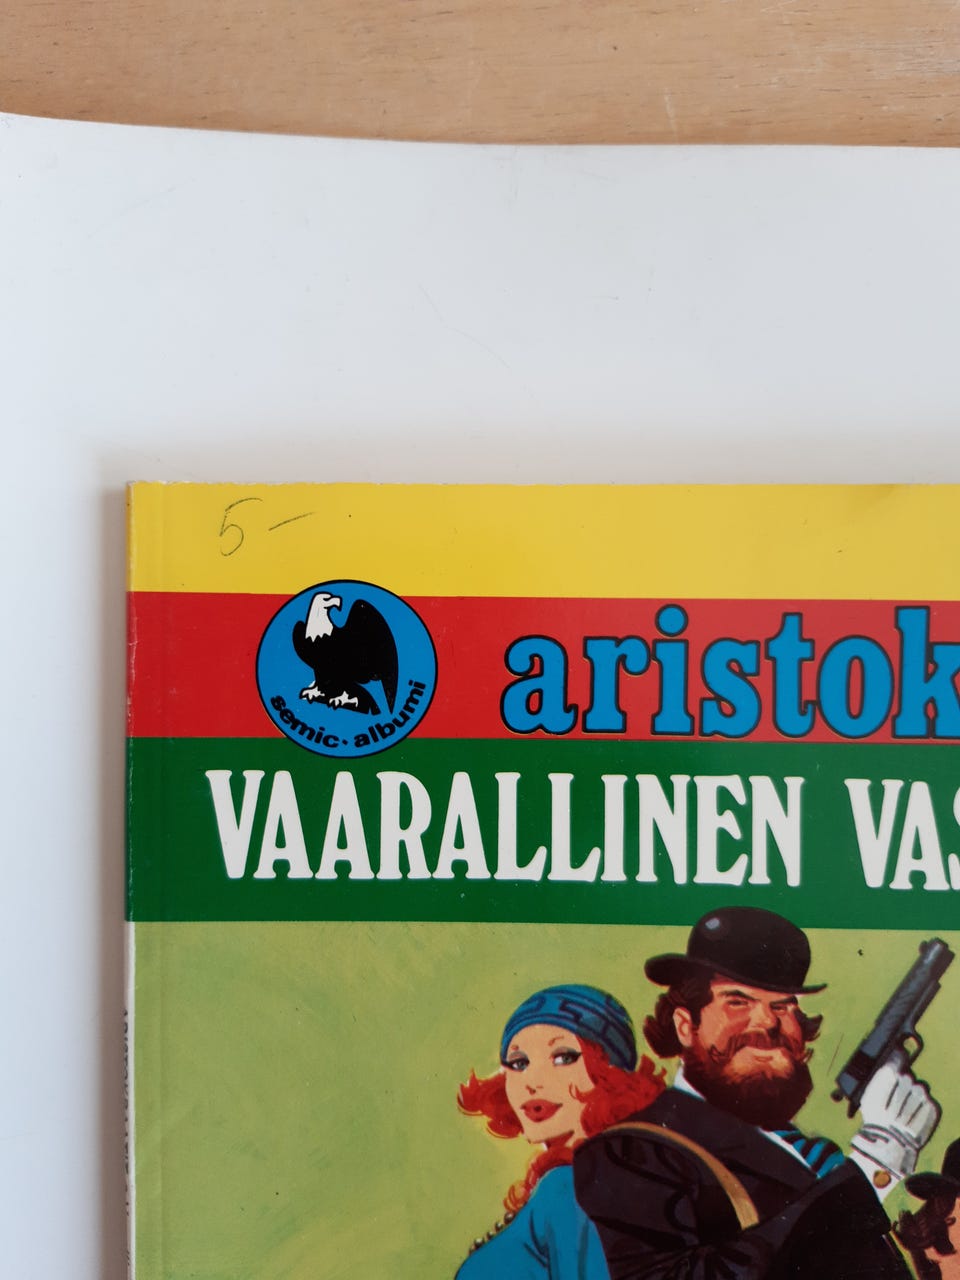 5 –
semic · albumi
aristok
VAARALLINEN VAS